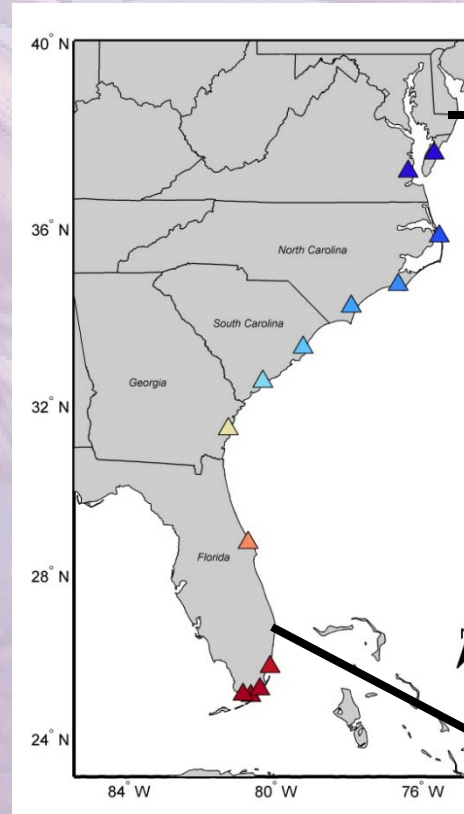 40° N
36° N
North Carolina
South Carolina
Georgia
32° N
Florida
28° N
24° N
84° W 80° W 76° W